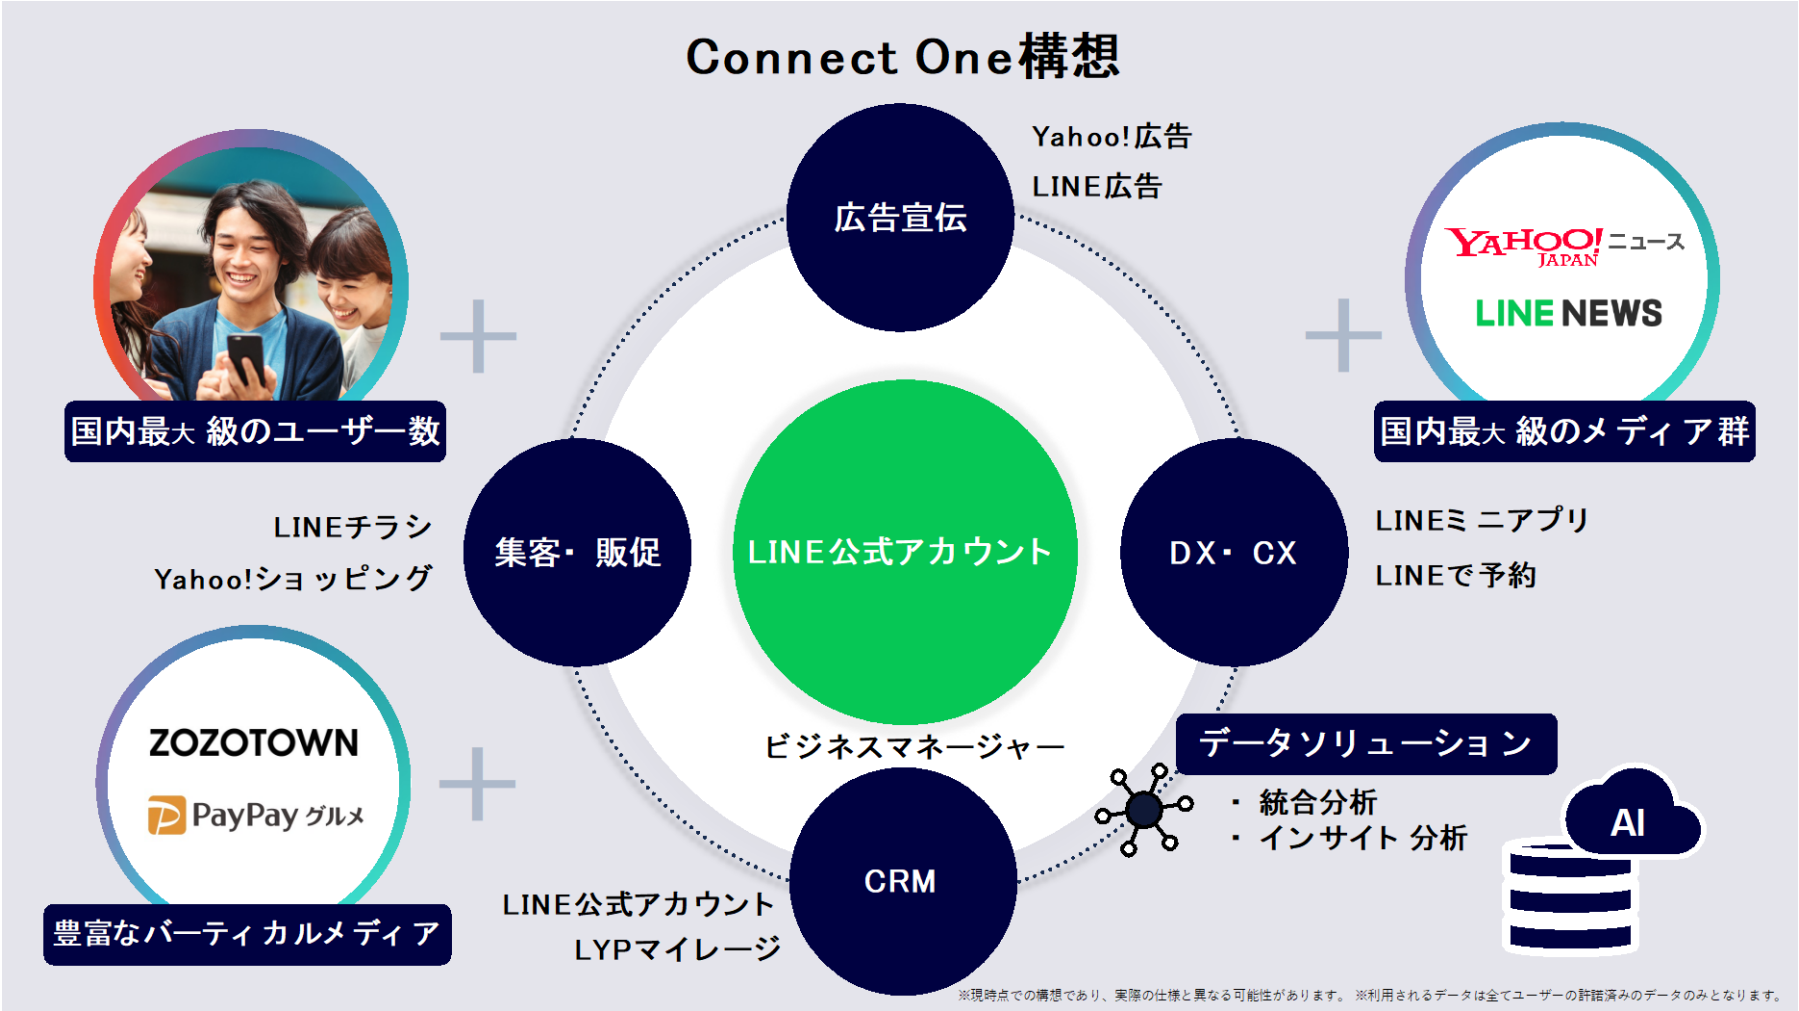 Connect One構想
広告宣伝
Yahoo!広告
LINE広告
YAHOO! ニュース
JAPAN
LINE NEWS
国内最大級のユーザー数
国内最大級のメディア群
LINEチラシ
Yahoo!ショッピング
集客・販促
LINE公式アカウント
DX・CX
LINEミニアプリ
LINEで予約
ZOZOTOWN
PayPay グルメ
豊富なバーティカルメディア
ビジネスマネージャー
データソリューション
・統合分析
・インサイト分析
AI
CRM
LINE公式アカウント
LYPマイレージ
※現時点での構想であり、実際の仕様と異なる可能性があります。 ※利用されるデータは全てユーザーの許諾済みのデータのみとなります。